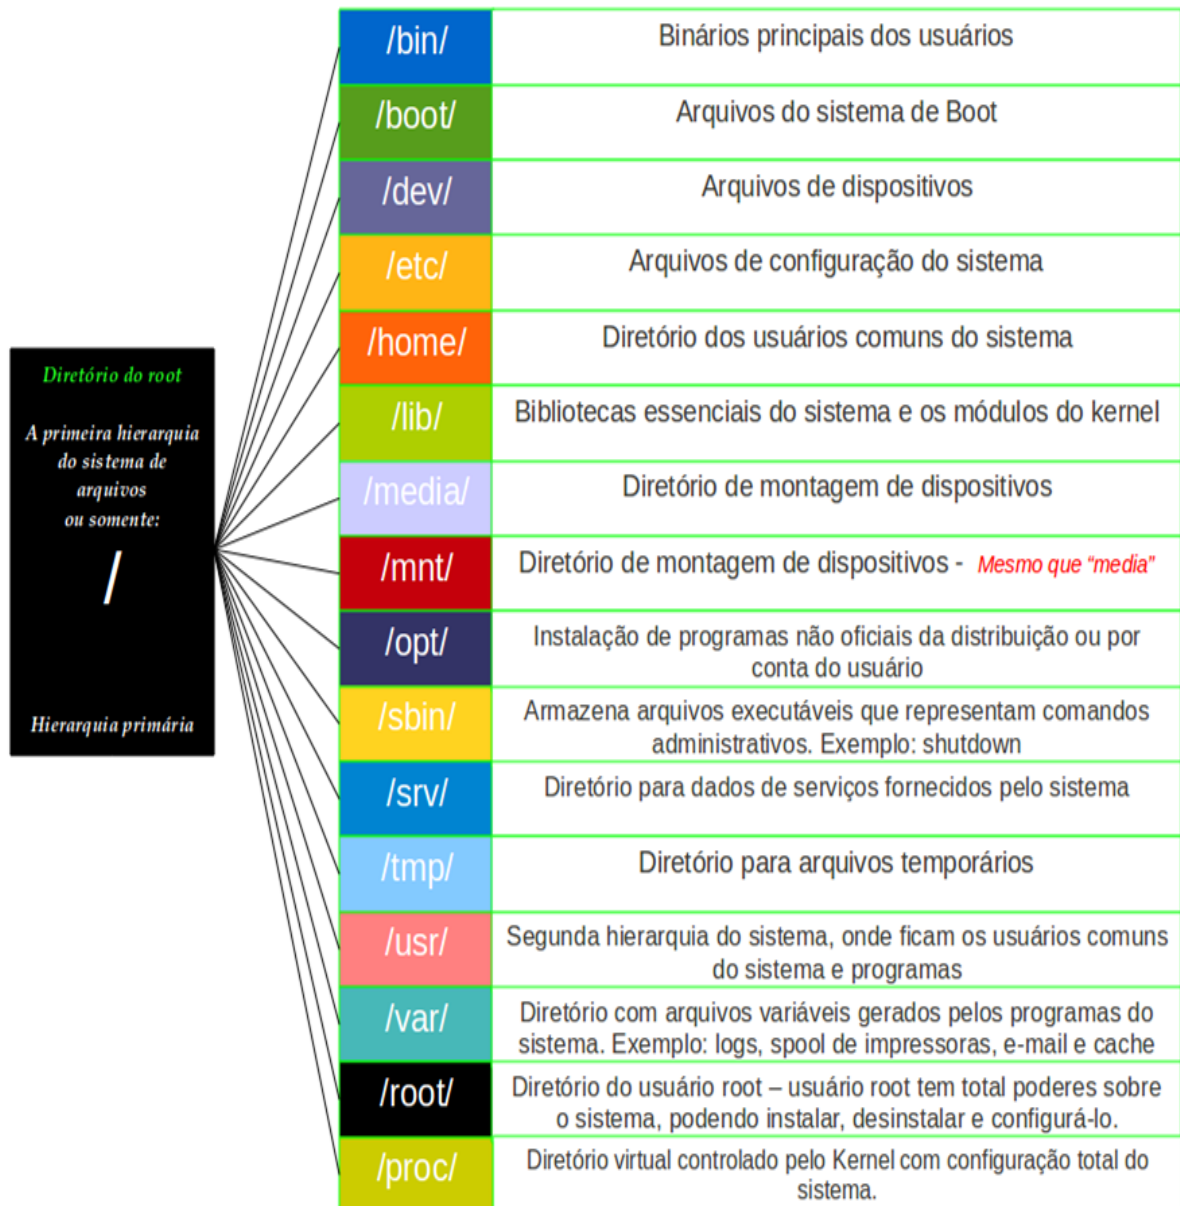 Diretório do root
A primeira hierarquia
do sistema de
arquivos
ou somente:
/
Hierarquia primária
/bin/
Binários principais dos usuários
/boot/
Arquivos do sistema de Boot
/dev/
Arquivos de dispositivos
/etc/
Arquivos de configuração do sistema
/home/
Diretório dos usuários comuns do sistema
/lib/
Bibliotecas essenciais do sistema e os módulos do kernel
/media/
Diretório de montagem de dispositivos
/mnt/
Diretório de montagem de dispositivos - Mesmo que “media”
/opt/
Instalação de programas não oficiais da distribuição ou por
conta do usuário
/sbin/
Armazena arquivos executáveis que representam comandos
administrativos. Exemplo: shutdown
/srv/
Diretório para dados de serviços fornecidos pelo sistema
/tmp/
Diretório para arquivos temporários
/usr/
Segunda hierarquia do sistema, onde ficam os usuários comuns
do sistema e programas
/var/
Diretório com arquivos variáveis gerados pelos programas do
sistema. Exemplo: logs, spool de impressoras, e-mail e cache
/root/
Diretório do usuário root – usuário root tem total poderes sobre
o sistema, podendo instalar, desinstalar e configurá-lo.
/proc/
Diretório virtual controlado pelo Kernel com configuração total do
sistema.